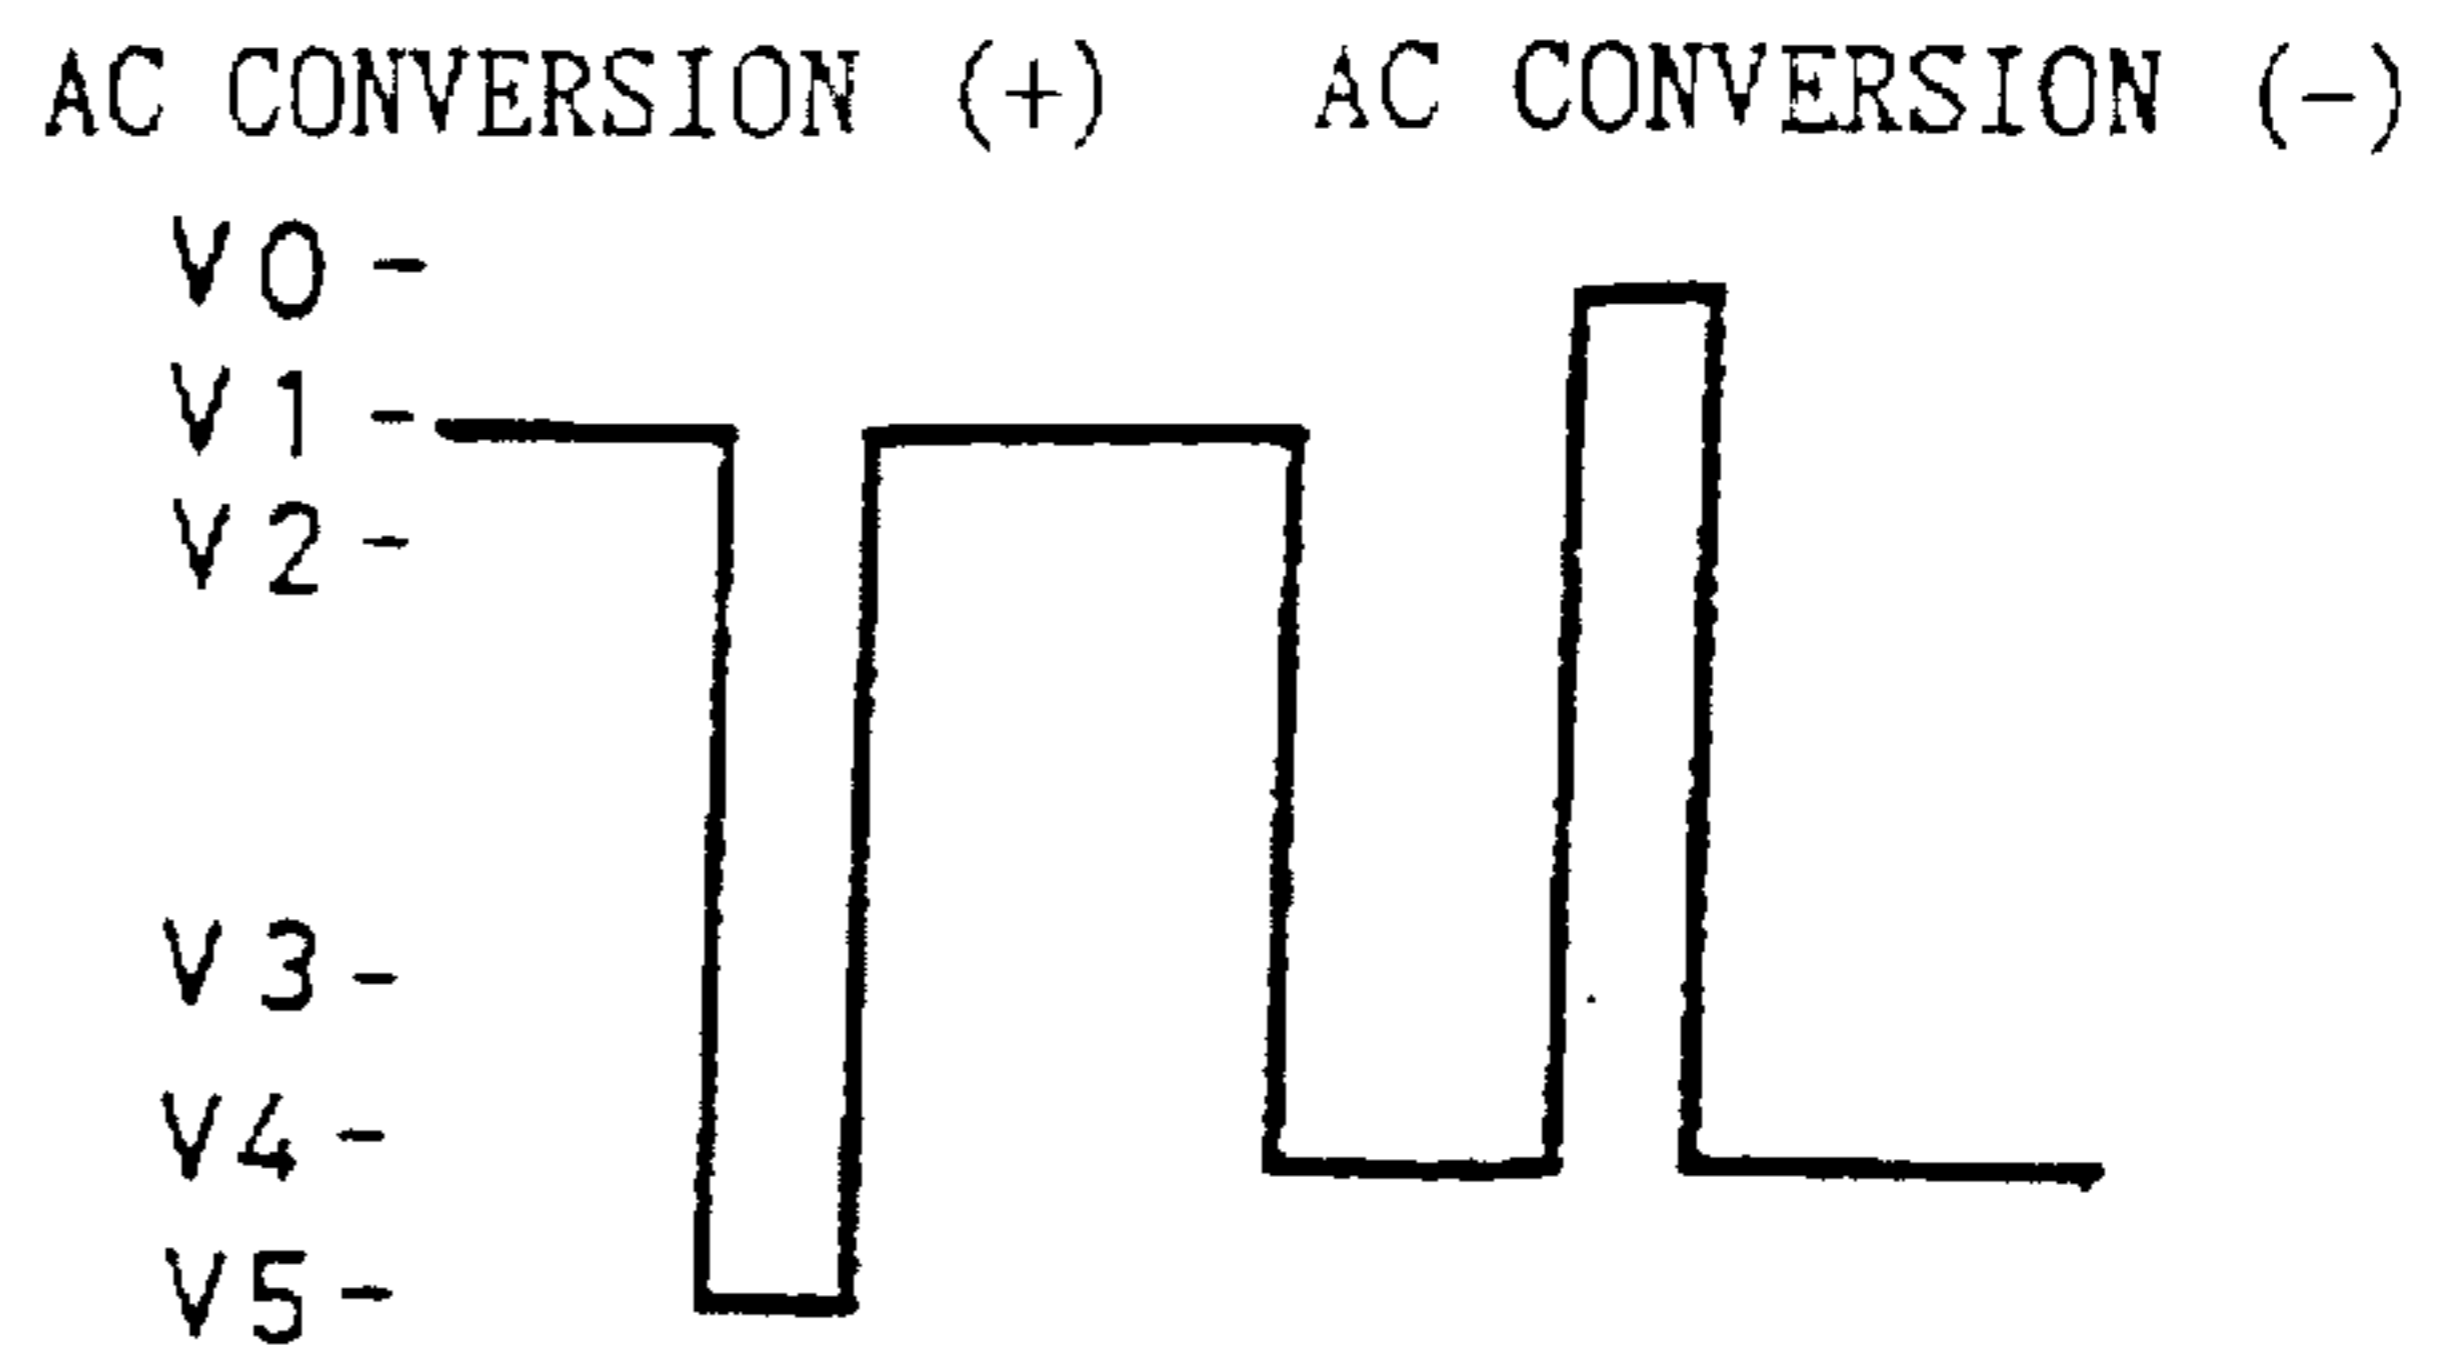 AC CONVERSION (+) AC CONVERSION (-)
V0-
V1-
V2-
V3-
V4-
V5-